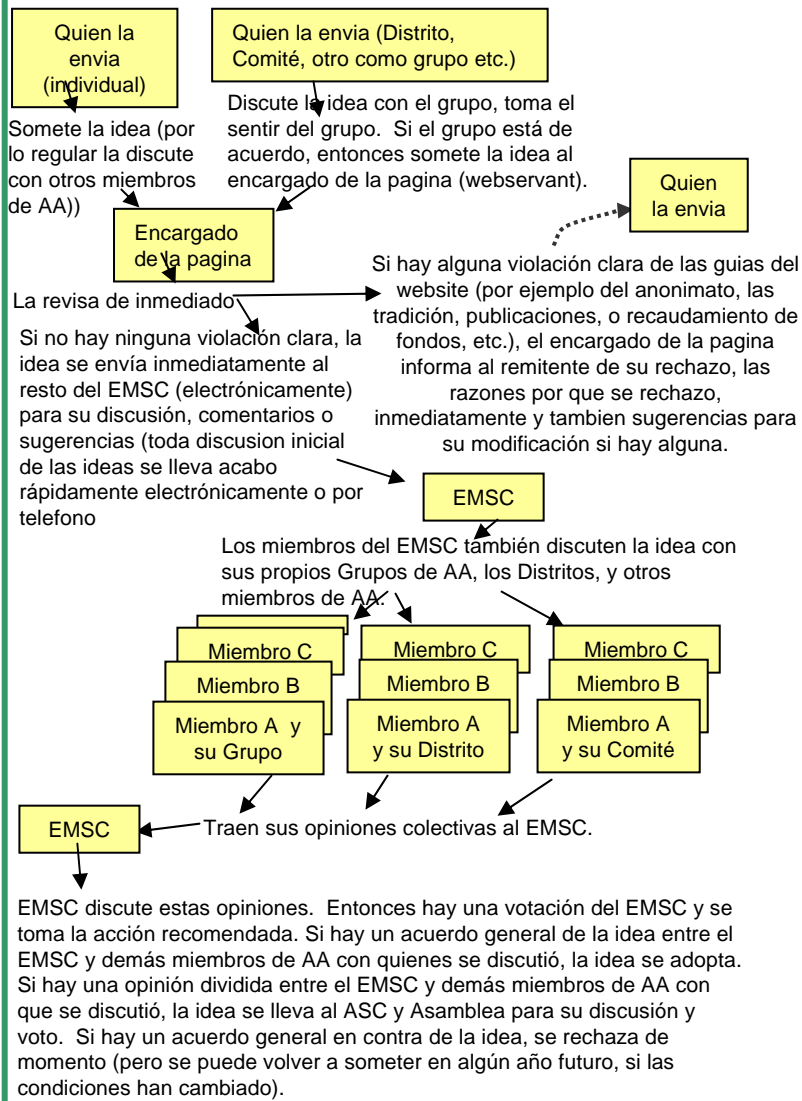 Quien la
envia
(individual)
Quien la envia (Distrito,
Comité, otro como grupo etc.)
Somete la idea (por
lo regular la discute
con otros miembros
de AA))
Discute la idea con el grupo, toma el
sentir del grupo.  Si el grupo está de
acuerdo, entonces somete la idea al
encargado de la pagina (webservant).
Quien
la envia
Encargado
de la pagina
La revisa de inmediado
Si hay alguna violación clara de las guias del
website (por ejemplo del anonimato, las
tradición, publicaciones, o recaudamiento de
fondos, etc.), el encargado de la pagina
informa al remitente de su rechazo, las
razones por que se rechazo,
inmediatamente y tambien sugerencias para
su modificación si hay alguna.
Si no hay ninguna violación clara, la
idea se envía inmediatamente al
resto del EMSC (electrónicamente)
para su discusión, comentarios o
sugerencias (toda discusion inicial
de las ideas se lleva acabo
rápidamente electrónicamente o por
telefono
EMSC
Los miembros del EMSC también discuten la idea con
sus propios Grupos de AA, los Distritos, y otros
miembros de AA.
Miembro C
Miembro B
Miembro A  y
su Grupo
Miembro C
Miembro B
Miembro A
y su Distrito
Miembro C
Miembro B
Miembro A
y su Comité
EMSC
Traen sus opiniones colectivas al EMSC.
EMSC discute estas opiniones.  Entonces hay una votación del EMSC y se
toma la acción recomendada. Si hay un acuerdo general de la idea entre el
EMSC y demás miembros de AA con quienes se discutió, la idea se adopta.
Si hay una opinión dividida entre el EMSC y demás miembros de AA con
que se discutió, la idea se lleva al ASC y Asamblea para su discusión y
voto.  Si hay un acuerdo general en contra de la idea, se rechaza de
momento (pero se puede volver a someter en algún año futuro, si las
condiciones han cambiado).